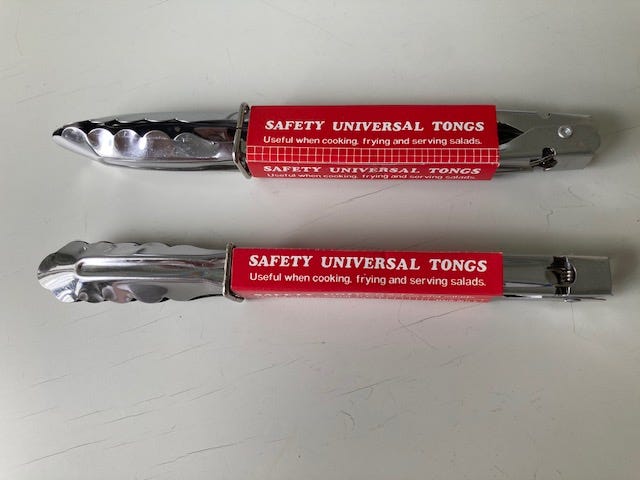 SAFETY UNIVERSAL TONGS
Useful when cooking, frying and serving salads.
SAFETY UNIVERSAL TONGS
Useful when cooking, frying and serving salads.
SAFETY UNIVERSAL TONGS
Useful when cooking, frying and serving salads.